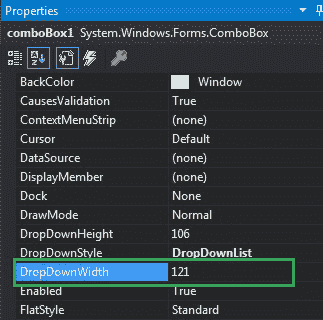 Properties
comboBox1 System.Windows.Forms.ComboBox
BackColor Window
CausesValidation True
ContextMenuStrip (none)
Cursor Default
DataSource (none)
DisplayMember (none)
Dock None
DrawMode Normal
DropDownHeight 106
DropDownStyle DropDownList
DropDownWidth 121
Enabled True
FlatStyle Standard